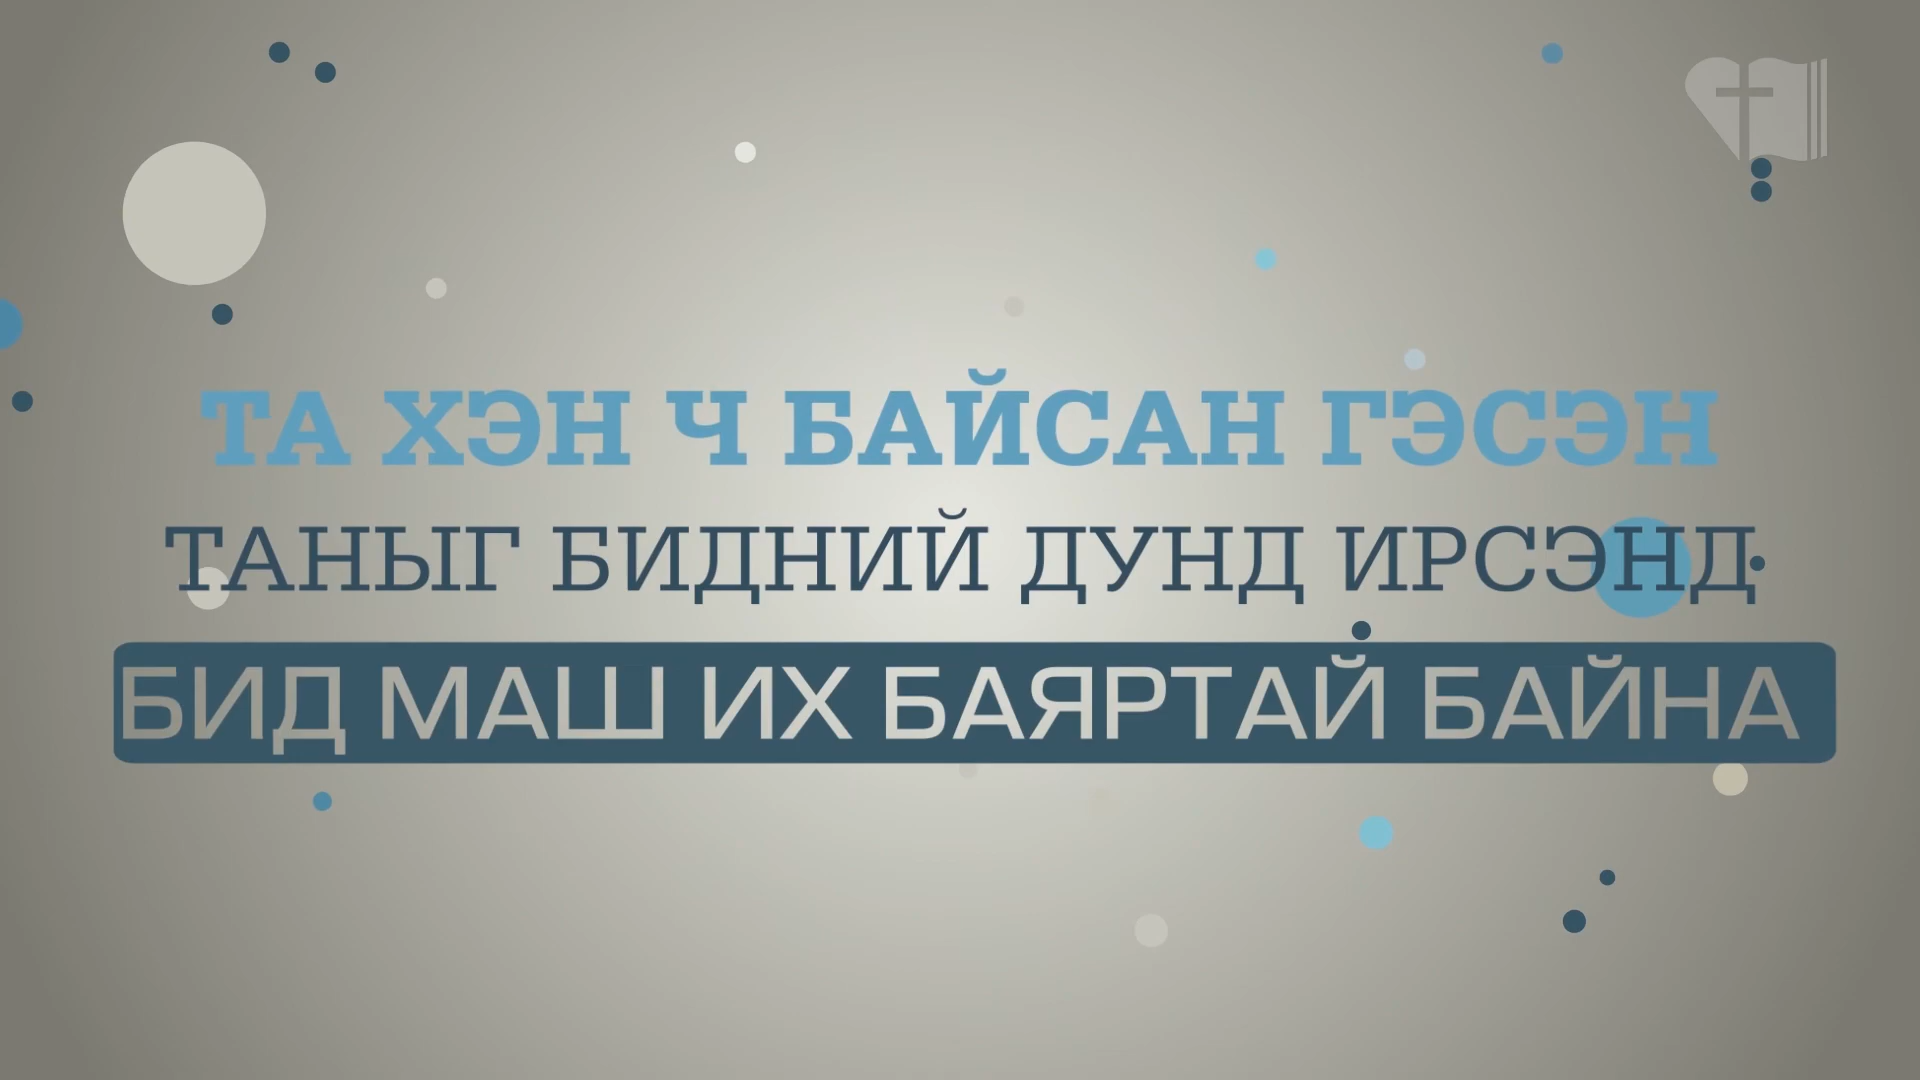 ТА ХЭН Ч БАЙСАН ГЭСЭН
ТАНЫГ БИДНИЙ ДУНД ИРСЭНД
БИД МАШ ИХ БАЯРТАЙ БАЙНА